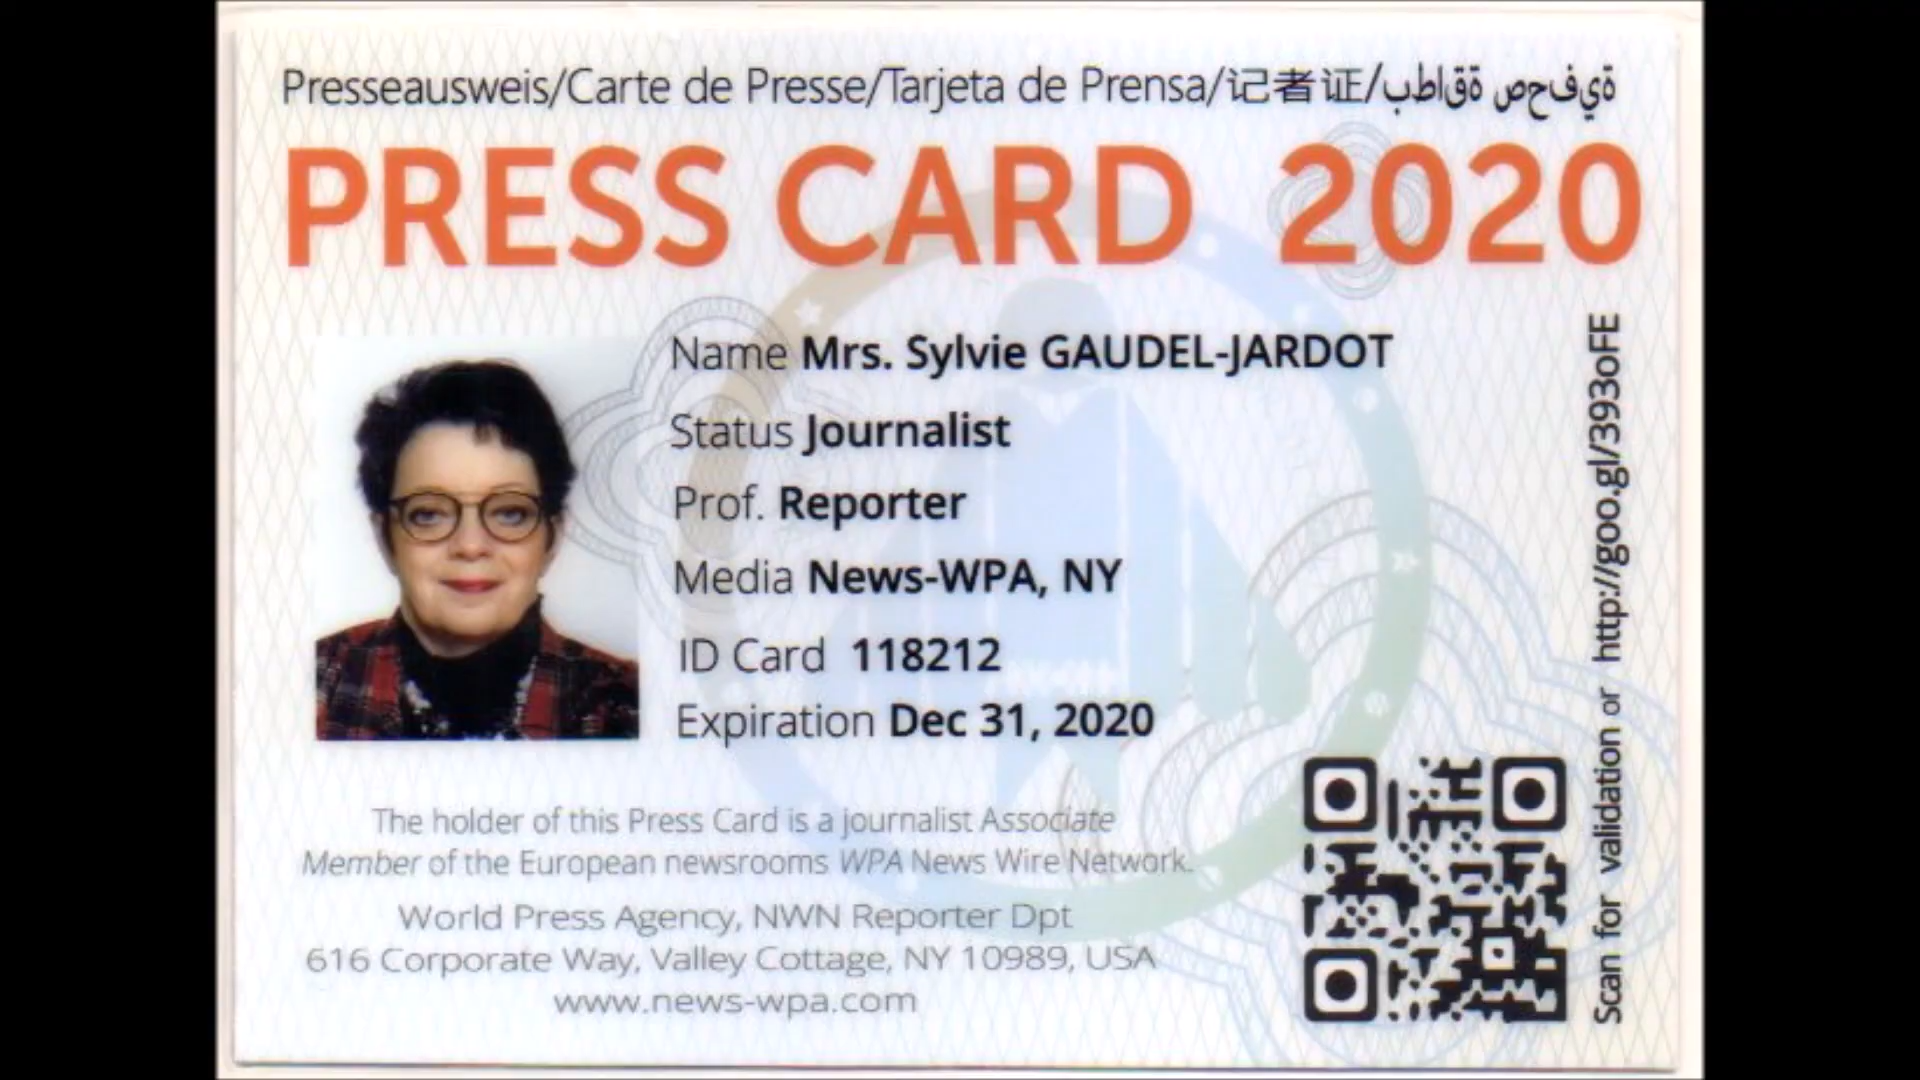 Presseausweis/Carte de Presse/Tarjeta de Prensa/记者证/ةيفحص ةقاطب
PRESS CARD 2020
Name Mrs. Sylvie GAUDEL-JARDOT
Status Journalist
Prof. Reporter
Media News-WPA, NY
ID Card 118212
Expiration Dec 31, 2020
The holder of this Press Card is a journalist Associate
Member of the European newsrooms WPA News Wire Network.
World Press Agency, NWN Reporter Dpt
616 Corporate Way, Valley Cottage, NY 10989, USA
www.news-wpa.com
Scan for validation or http://goo.gl/393oFE